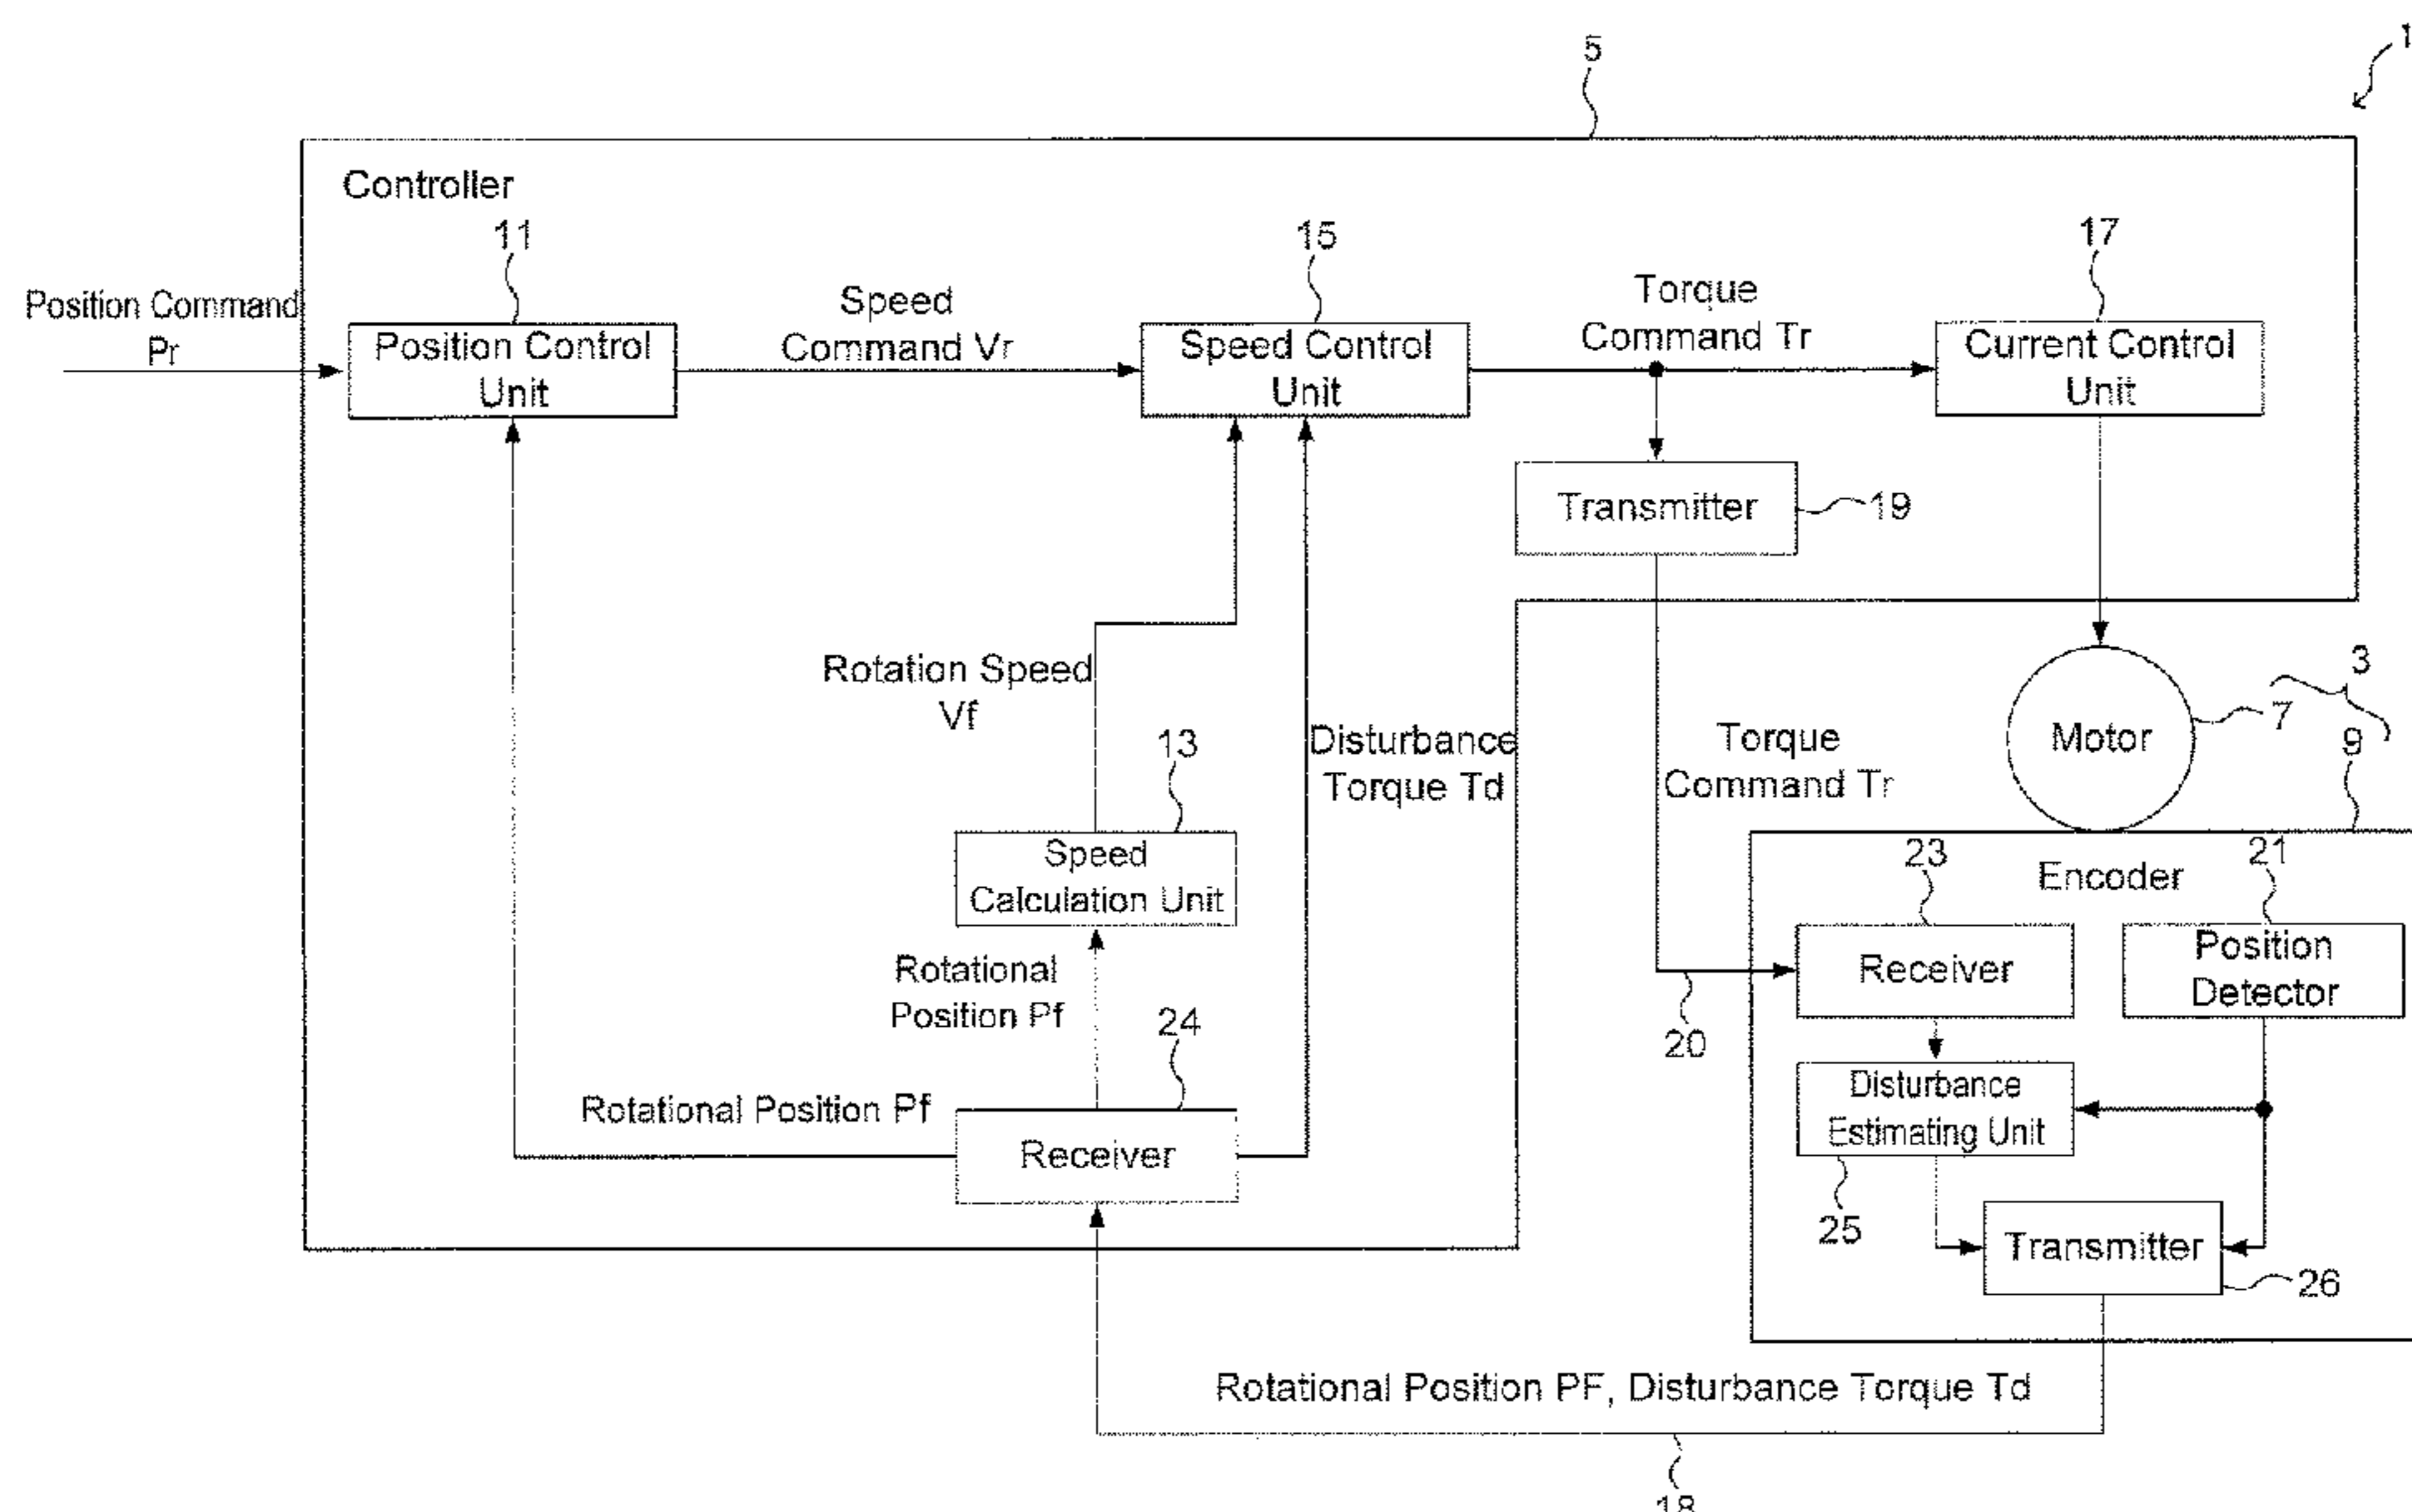 1
5
Controller
11
15
17
Position Command
Pr
Speed
Command Vr
Torque
Command Tr
Position Control
Unit
Speed Control
Unit
Current Control
Unit
Transmitter
19
Rotation Speed
Vf
3
7
Motor
9
13
Disturbance
Torque Td
Torque
Command Tr
Speed
Calculation Unit
23
Encoder
21
Receiver
Position
Detector
Rotational
Position Pf
24
20
Disturbance
Estimating Unit
Rotational Position Pf
Receiver
25
Transmitter
26
Rotational Position PF, Disturbance Torque Td
18